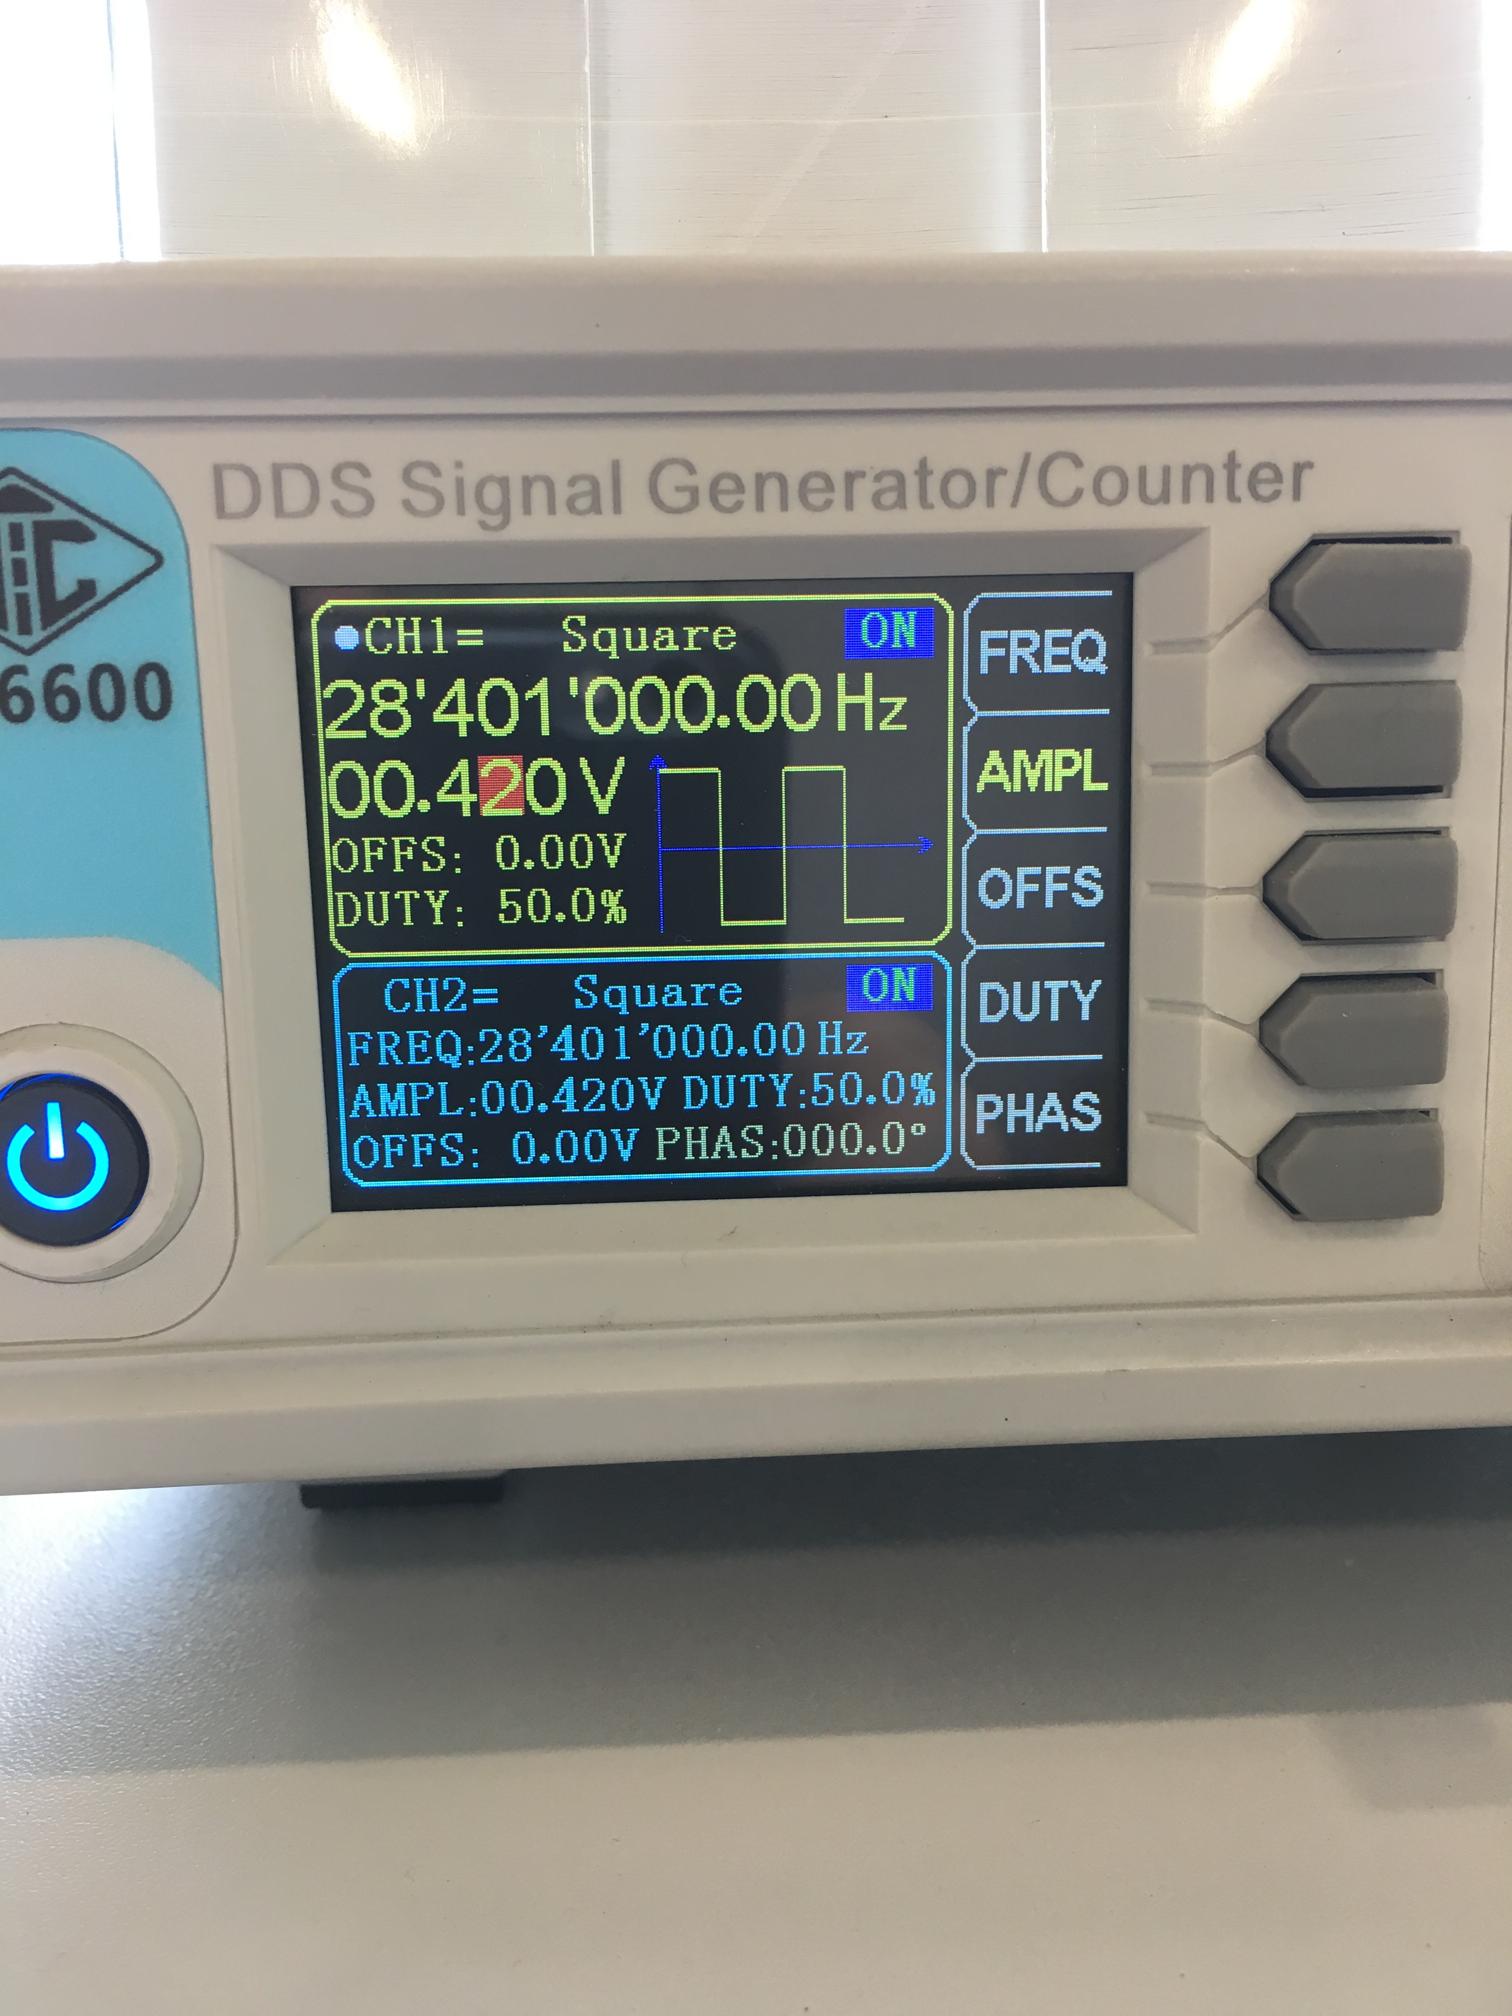 DDS Signal Generator/Counter
6600
CH1= Square ON
28'401'000.00 Hz
00.420 V
OFFS: 0.00V
DUTY: 50.0%
CH2= Square ON
FREQ:28'401'000.00 Hz
AMPL:00.420V DUTY:50.0%
OFFS: 0.00V PHAS:000.0°
FREQ
AMPL
OFFS
DUTY
PHAS